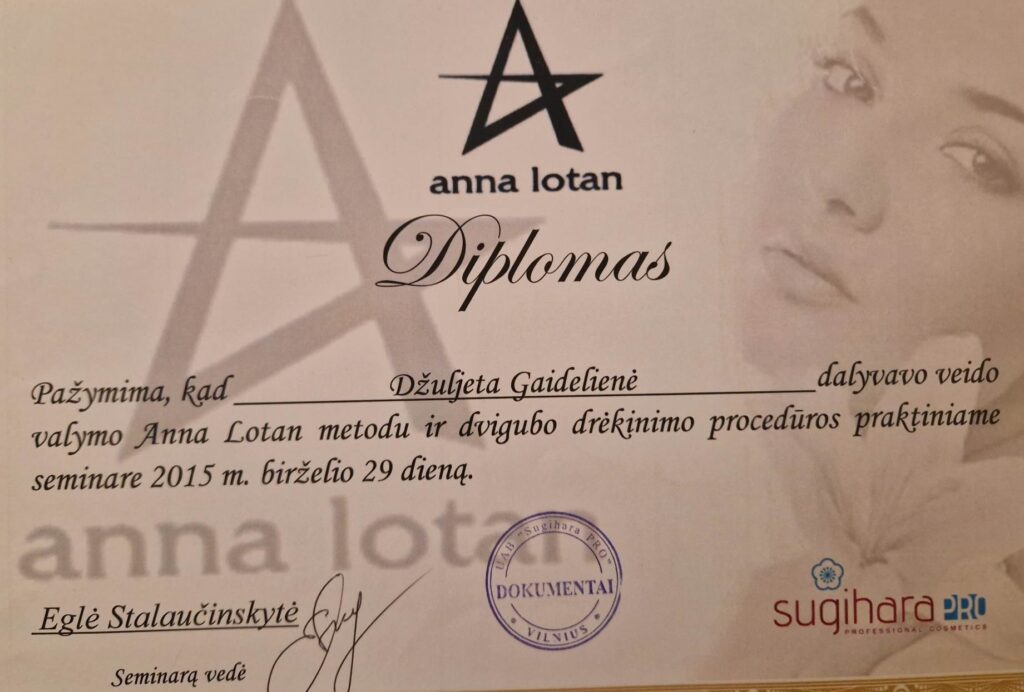 anna lotan
Diplomas
Pažymima, kad Džuljeta Gaidelienė dalyvavo veido
valymo Anna Lotan metodu ir dvigubo drėkinimo procedūros praktiniame
seminare 2015 m. birželio 29 dieną.
anna lotan
UAB "Sugihara PRO"
DOKUMENTAI
VILNIUS
Eglė Stalaučinskytė
Seminarą vedė
sugihara PRO
PROFESSIONAL COSMETICS